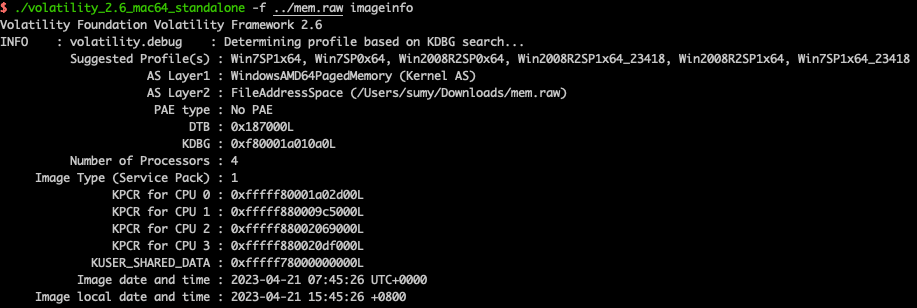 $ ./volatility_2.6_mac64_standalone -f ../mem.raw imageinfo
Volatility Foundation Volatility Framework 2.6
INFO    : volatility.debug    : Determining profile based on KDBG search...
Suggested Profile(s) : Win7SP1x64, Win7SP0x64, Win2008R2SP0x64, Win2008R2SP1x64_23418, Win2008R2SP1x64, Win7SP1x64_23418
AS Layer1 : WindowsAMD64PagedMemory (Kernel AS)
AS Layer2 : FileAddressSpace (/Users/sumy/Downloads/mem.raw)
PAE type : No PAE
DTB : 0x187000L
KDBG : 0xf80001a010a0L
Number of Processors : 4
Image Type (Service Pack) : 1
KPCR for CPU 0 : 0xfffff80001a02d00L
KPCR for CPU 1 : 0xfffff880009c5000L
KPCR for CPU 2 : 0xfffff88002069000L
KPCR for CPU 3 : 0xfffff880020df000L
KUSER_SHARED_DATA : 0xfffff78000000000L
Image date and time : 2023-04-21 07:45:26 UTC+0000
Image local date and time : 2023-04-21 15:45:26 +0800